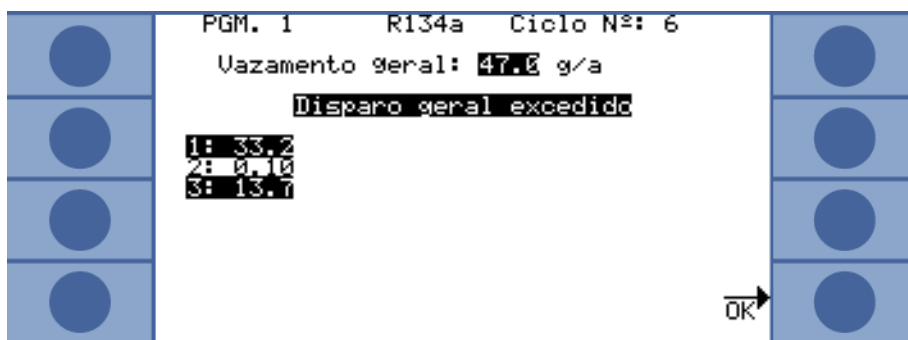 PGM. 1 R134a Ciclo Nº: 6
Vazamento geral: 47.0 g/a
Disparo geral excedido
1: 33.2
2: 0.10
3: 13.7
OK